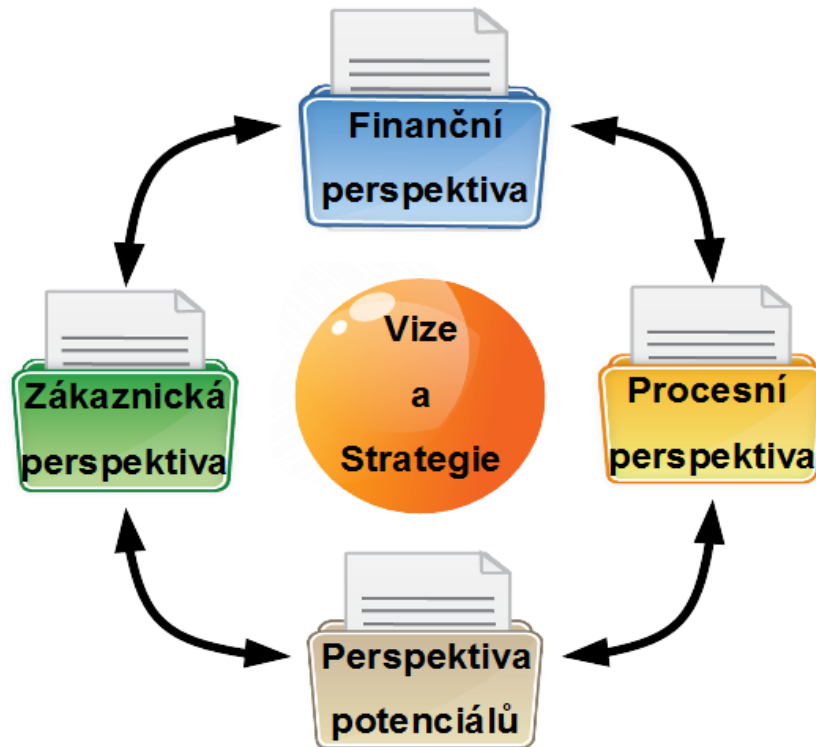 Finanční
perspektiva
Zákaznická
perspektiva
Vize
a
Strategie
Procesní
perspektiva
Perspektiva
potenciálů